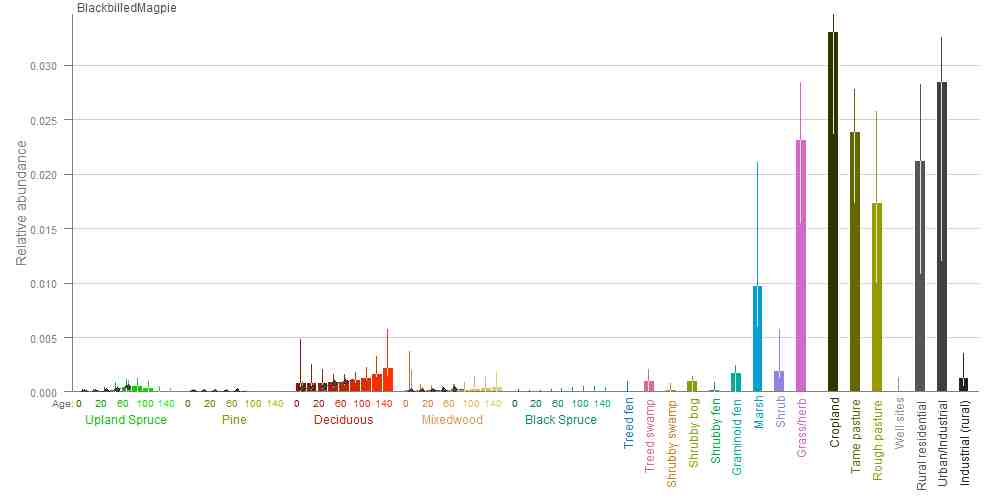 BlackbilledMagpie
Relative abundance
0.030
0.025
0.020
0.015
0.010
0.005
0.000
Age: 0 20 60 100 140 0 20 60 100 140 0 20 60 100 140 0 20 60 100 140 0 20 60 100 140
Upland Spruce Pine Deciduous Mixedwood Black Spruce
Treed fen
Treed swamp
Shrubby swamp
Shrubby bog
Shrubby fen
Graminoid fen
Marsh
Shrub
Grass/herb
Cropland
Tame pasture
Rough pasture
Well sites
Rural residential
Urban/Industrial
Industrial (rural)